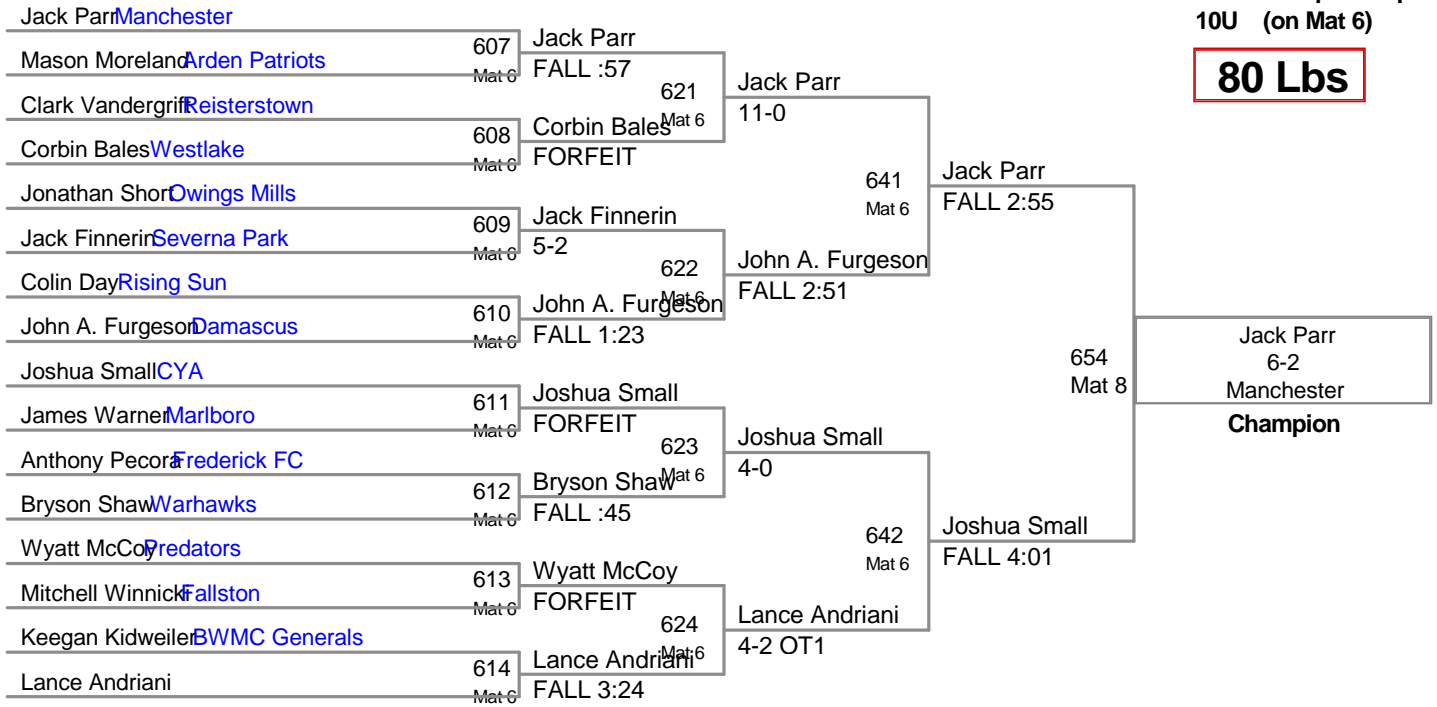 10U (on Mat 6)
80 Lbs
Jack Parr Manchester
Mason Moreland Arden Patriots
Clark Vandergrift Reisterstown
Corbin Bales Westlake
Jonathan Short Owings Mills
Jack Finnerin Severna Park
Colin Day Rising Sun
John A. Furgeson Damascus
Joshua Small CYA
James Warner Marlboro
Anthony Pecora Frederick FC
Bryson Shaw Warhawks
Wyatt McCoy Predators
Mitchell Winnicki Fallston
Keegan Kidweiler BWMC Generals
Lance Andriani
607
Mat 6
Jack Parr
FALL :57
608
Mat 6
Corbin Bales
FORFEIT
609
Mat 6
Jack Finnerin
5-2
610
Mat 6
John A. Furgeson
FALL 1:23
611
Mat 6
Joshua Small
FORFEIT
612
Mat 6
Bryson Shaw
FALL :45
613
Mat 6
Wyatt McCoy
FORFEIT
614
Mat 6
Lance Andriani
FALL 3:24
621
Mat 6
Jack Parr
11-0
622
Mat 6
John A. Furgeson
FALL 2:51
623
Mat 6
Joshua Small
4-0
624
Mat 6
Lance Andriani
4-2 OT1
641
Mat 6
Jack Parr
FALL 2:55
642
Mat 6
Joshua Small
FALL 4:01
654
Mat 8
Jack Parr
6-2
Manchester
Champion